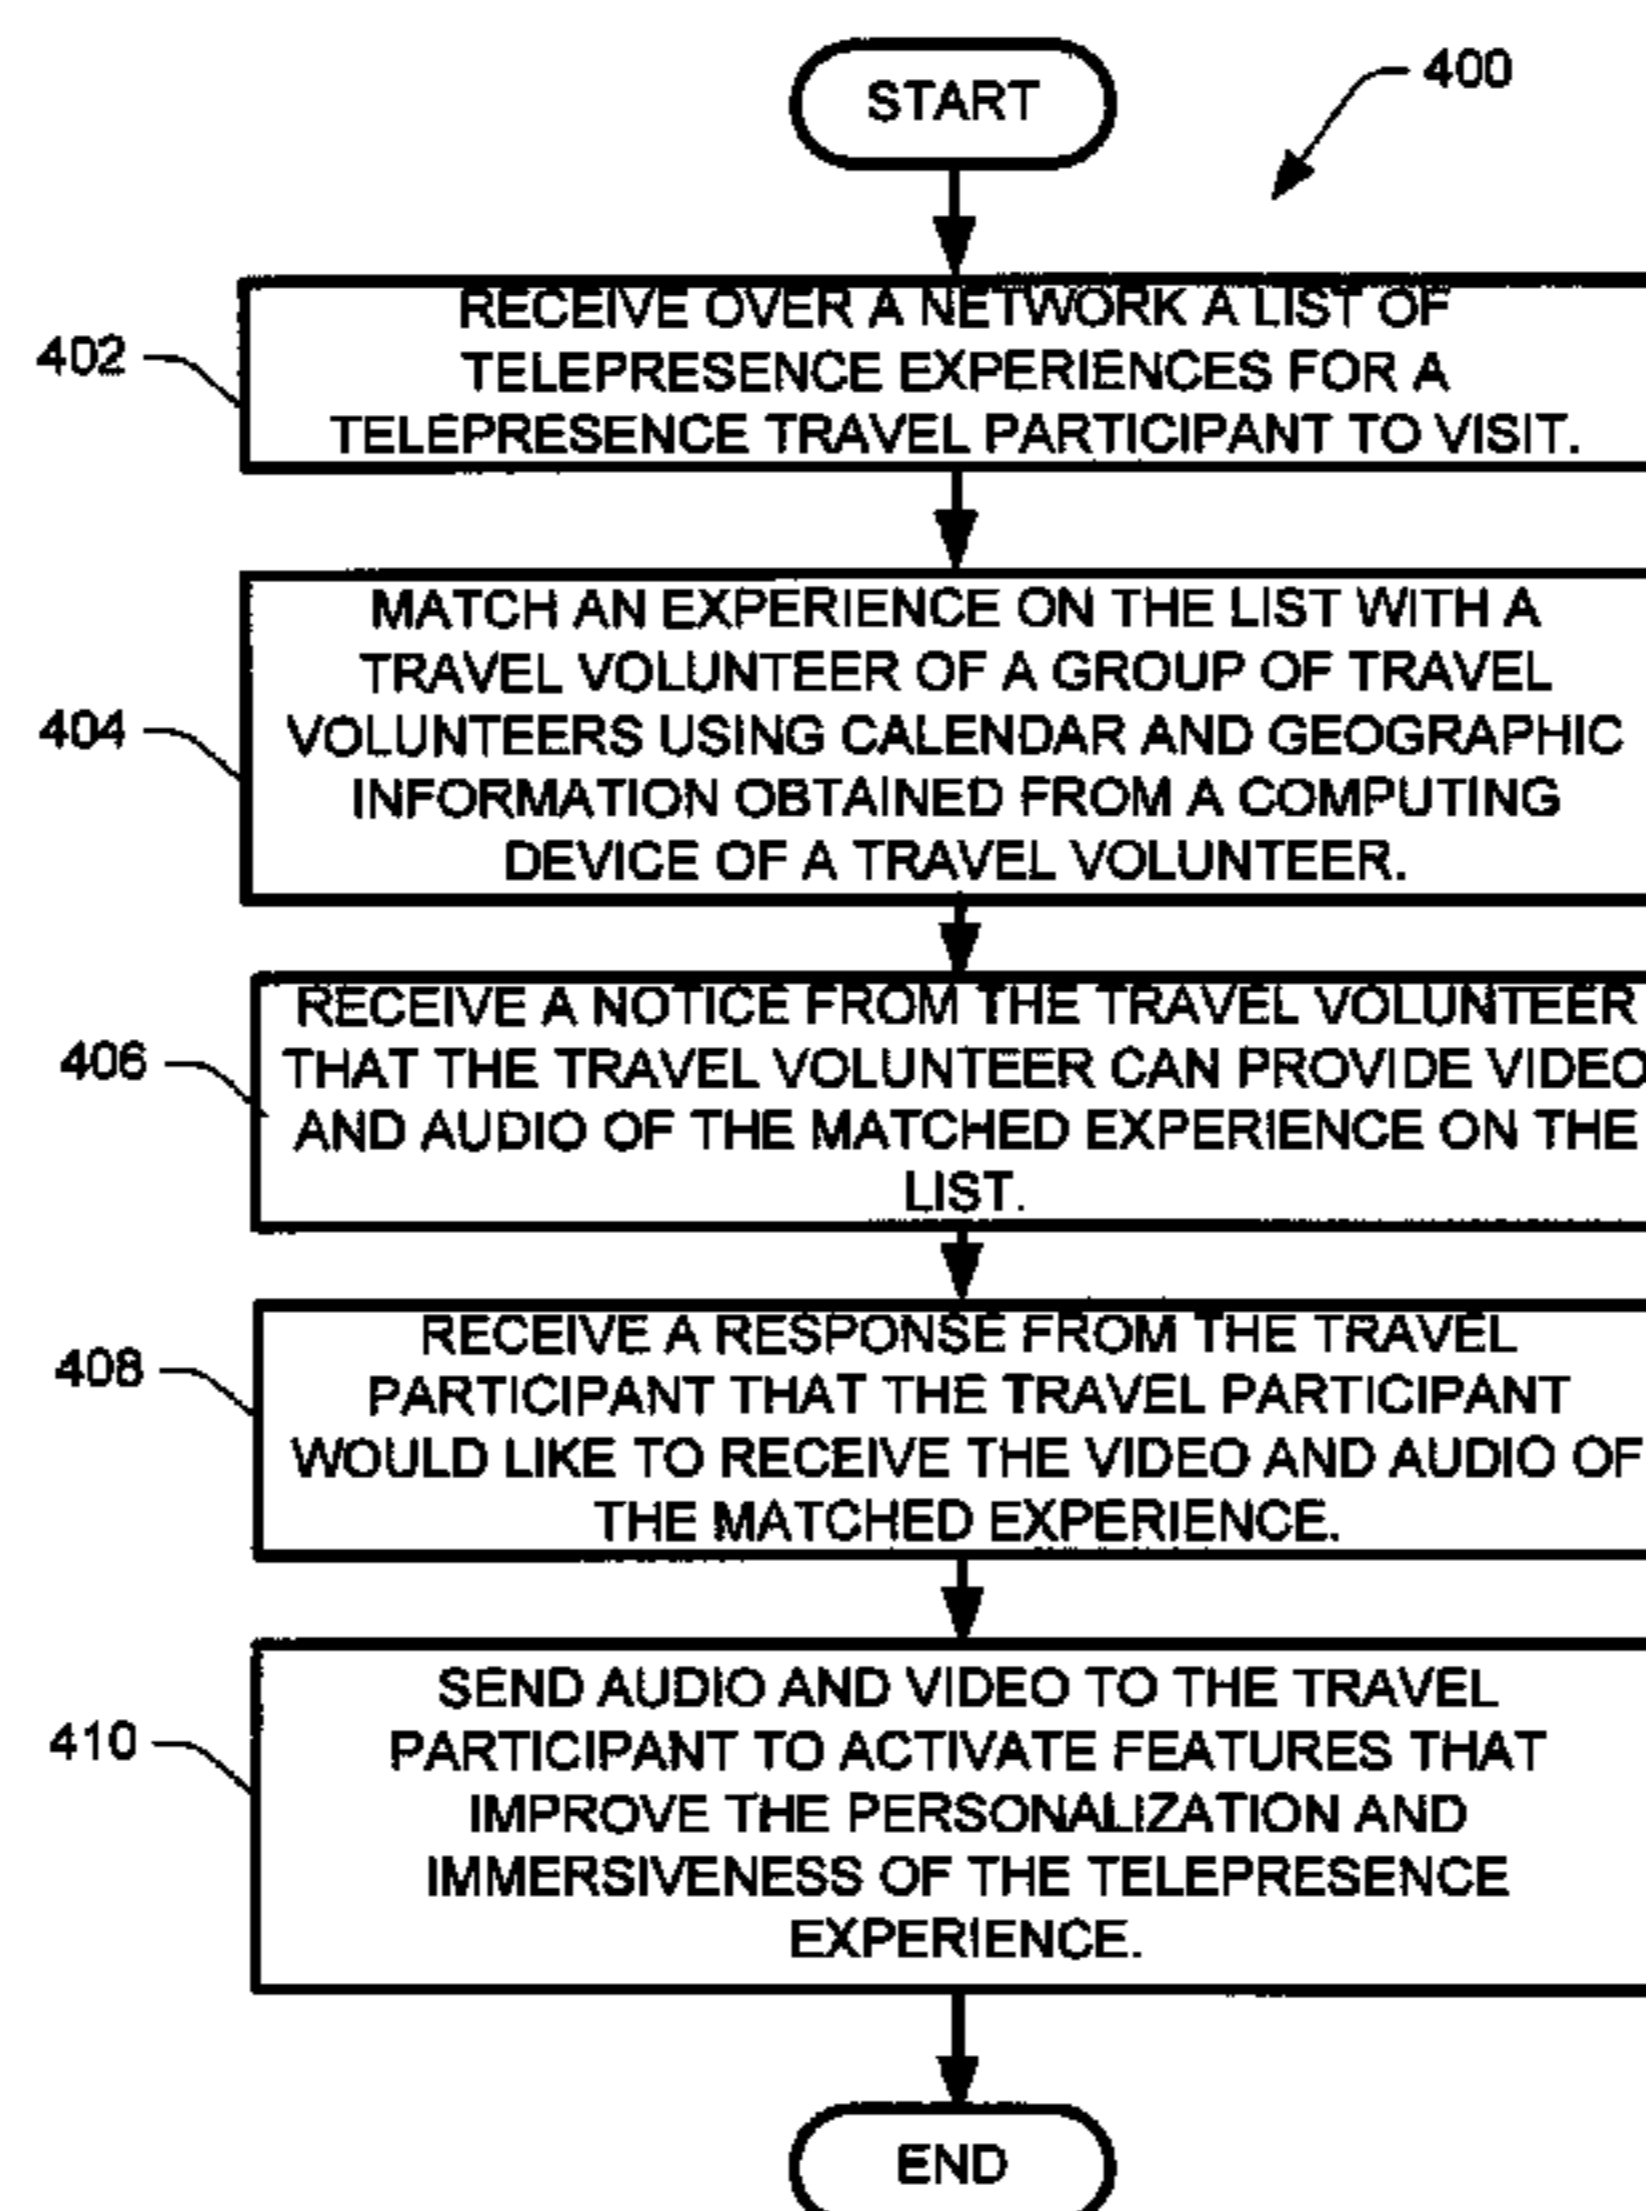 START
400
402
RECEIVE OVER A NETWORK A LIST OF
TELEPRESENCE EXPERIENCES FOR A
TELEPRESENCE TRAVEL PARTICIPANT TO VISIT.
404
MATCH AN EXPERIENCE ON THE LIST WITH A
TRAVEL VOLUNTEER OF A GROUP OF TRAVEL
VOLUNTEERS USING CALENDAR AND GEOGRAPHIC
INFORMATION OBTAINED FROM A COMPUTING
DEVICE OF A TRAVEL VOLUNTEER.
406
RECEIVE A NOTICE FROM THE TRAVEL VOLUNTEER
THAT THE TRAVEL VOLUNTEER CAN PROVIDE VIDEO
AND AUDIO OF THE MATCHED EXPERIENCE ON THE
LIST.
408
RECEIVE A RESPONSE FROM THE TRAVEL
PARTICIPANT THAT THE TRAVEL PARTICIPANT
WOULD LIKE TO RECEIVE THE VIDEO AND AUDIO OF
THE MATCHED EXPERIENCE.
410
SEND AUDIO AND VIDEO TO THE TRAVEL
PARTICIPANT TO ACTIVATE FEATURES THAT
IMPROVE THE PERSONALIZATION AND
IMMERSIVENESS OF THE TELEPRESENCE
EXPERIENCE.
END